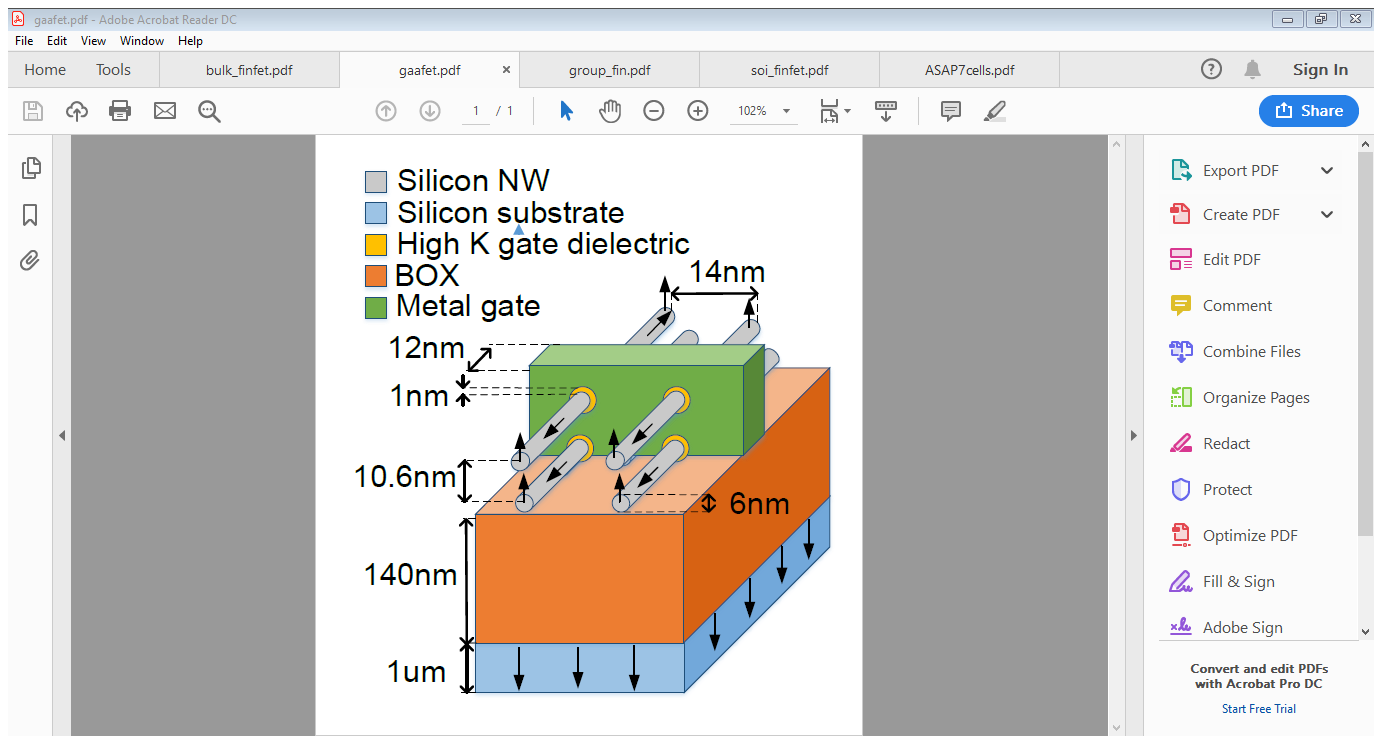 gaafet.pdf - Adobe Acrobat Reader DC
File Edit View Window Help
Home Tools bulk_finfet.pdf gaafet.pdf group_fin.pdf soi_finfet.pdf ASAP7cells.pdf Sign In
1 / 1 102% Share
Silicon NW
Silicon substrate
High K gate dielectric
BOX
Metal gate
14nm
12nm
1nm
10.6nm
6nm
140nm
1um
Export PDF
Create PDF
Edit PDF
Comment
Combine Files
Organize Pages
Redact
Protect
Optimize PDF
Fill & Sign
Adobe Sign
Convert and edit PDFs
with Acrobat Pro DC
Start Free Trial